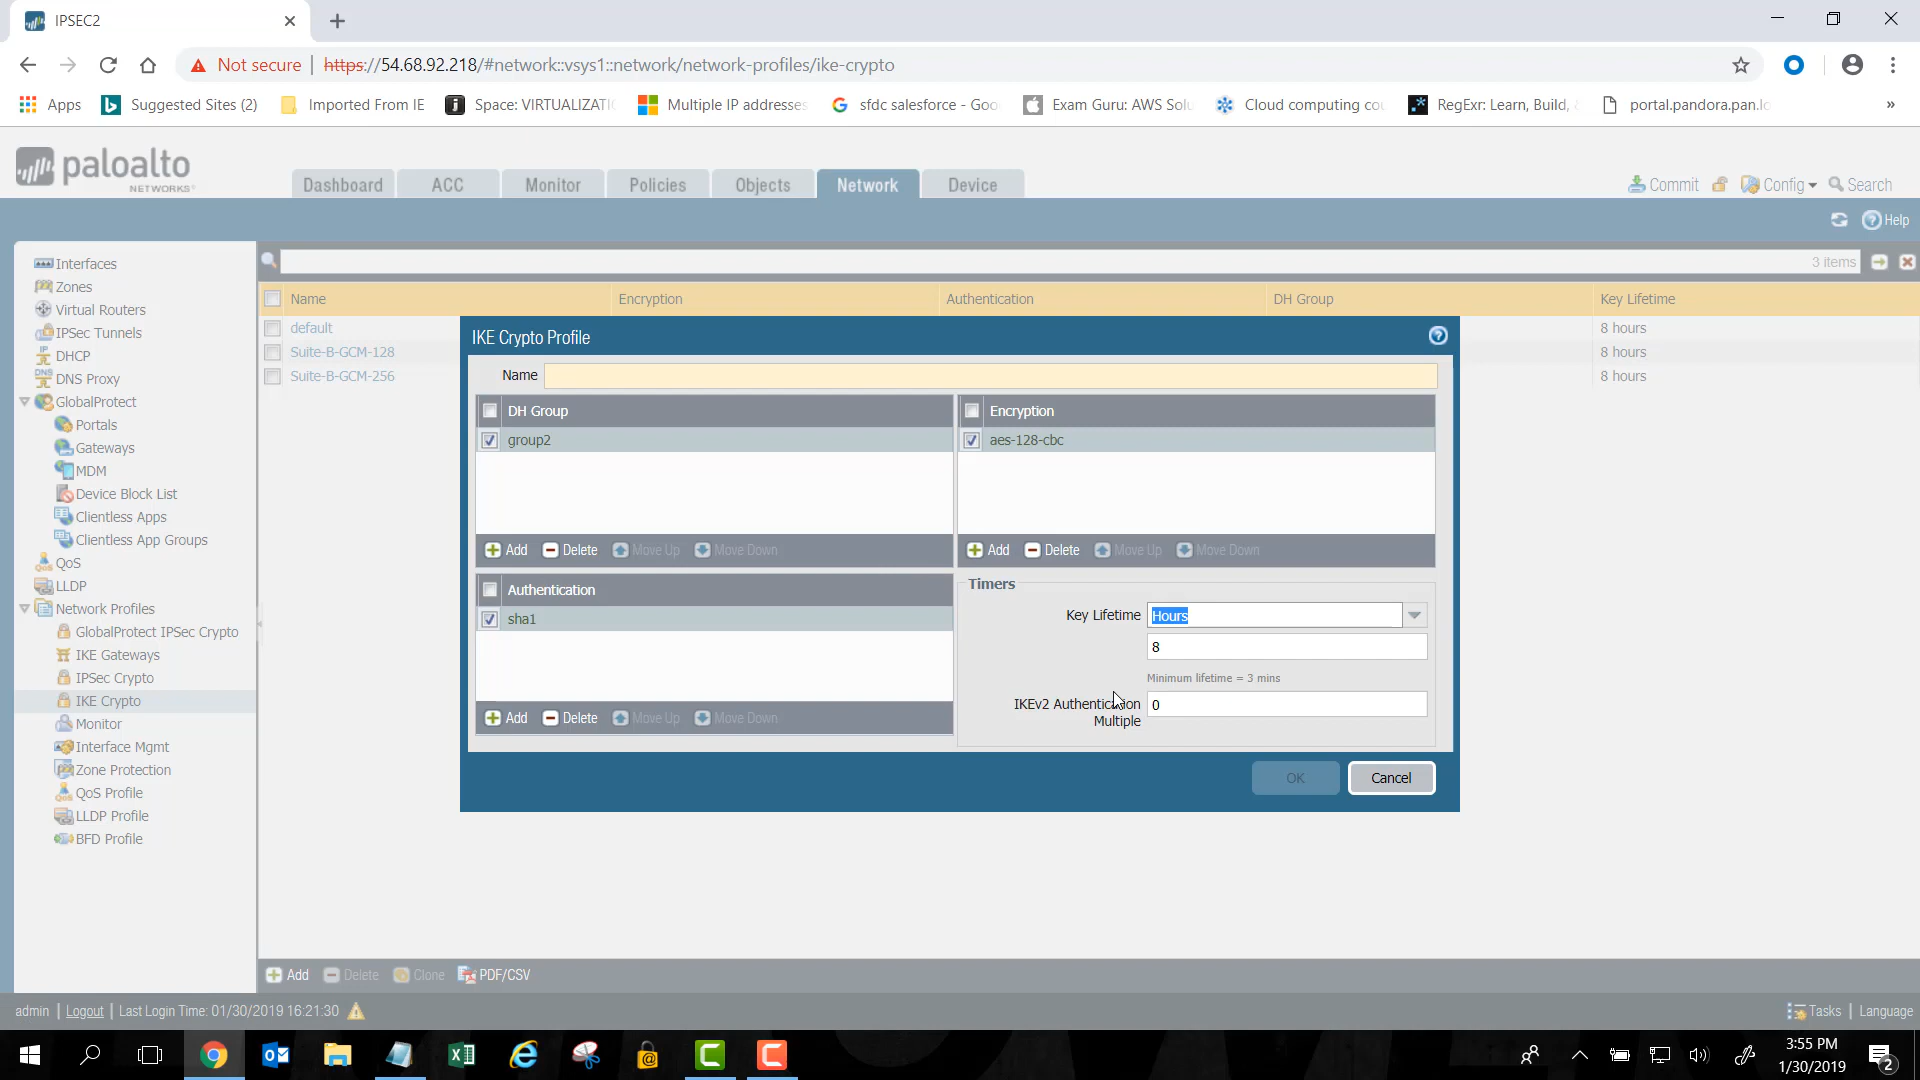 IPSEC2
Not secure | https://54.68.92.218/#network::vsys1::network/network-profiles/ike-crypto
Apps Suggested Sites (2) Imported From IE Space: VIRTUALIZATI Multiple IP addresses Exam Guru: AWS Solu Cloud computing co RegExr: Learn, Build, portal.pandora.pan.lo »
paloalto
NETWORKS
Dashboard ACC Monitor Policies Objects Network Device
Commit Config Search
Help
Interfaces
Zones
Virtual Routers
IPSec Tunnels
DHCP
DNS Proxy
GlobalProtect
Portals
Gateways
MDM
Device Block List
Clientless Apps
Clientless App Groups
QoS
LLDP
Network Profiles
GlobalProtect IPSec Crypto
IKE Gateways
IPSec Crypto
IKE Crypto
Monitor
Interface Mgmt
Zone Protection
QoS Profile
LLDP Profile
BFD Profile
3 items
Name Encryption Authentication DH Group Key Lifetime
default 8 hours
Suite-B-GCM-128 8 hours
Suite-B-GCM-256 8 hours
IKE Crypto Profile
Name
DH Group
group2
Add Delete Move Up Move Down
Encryption
aes-128-cbc
Add Delete Move Up Move Down
Authentication
sha1
Add Delete Move Up Move Down
Timers
Key Lifetime Hours
8
Minimum lifetime = 3 mins
IKEv2 Authentication 0
Multiple
OK Cancel
Add Delete Clone PDF/CSV
admin | Logout | Last Login Time: 01/30/2019 16:21:30
Tasks | Language
3:55 PM
1/30/2019
2